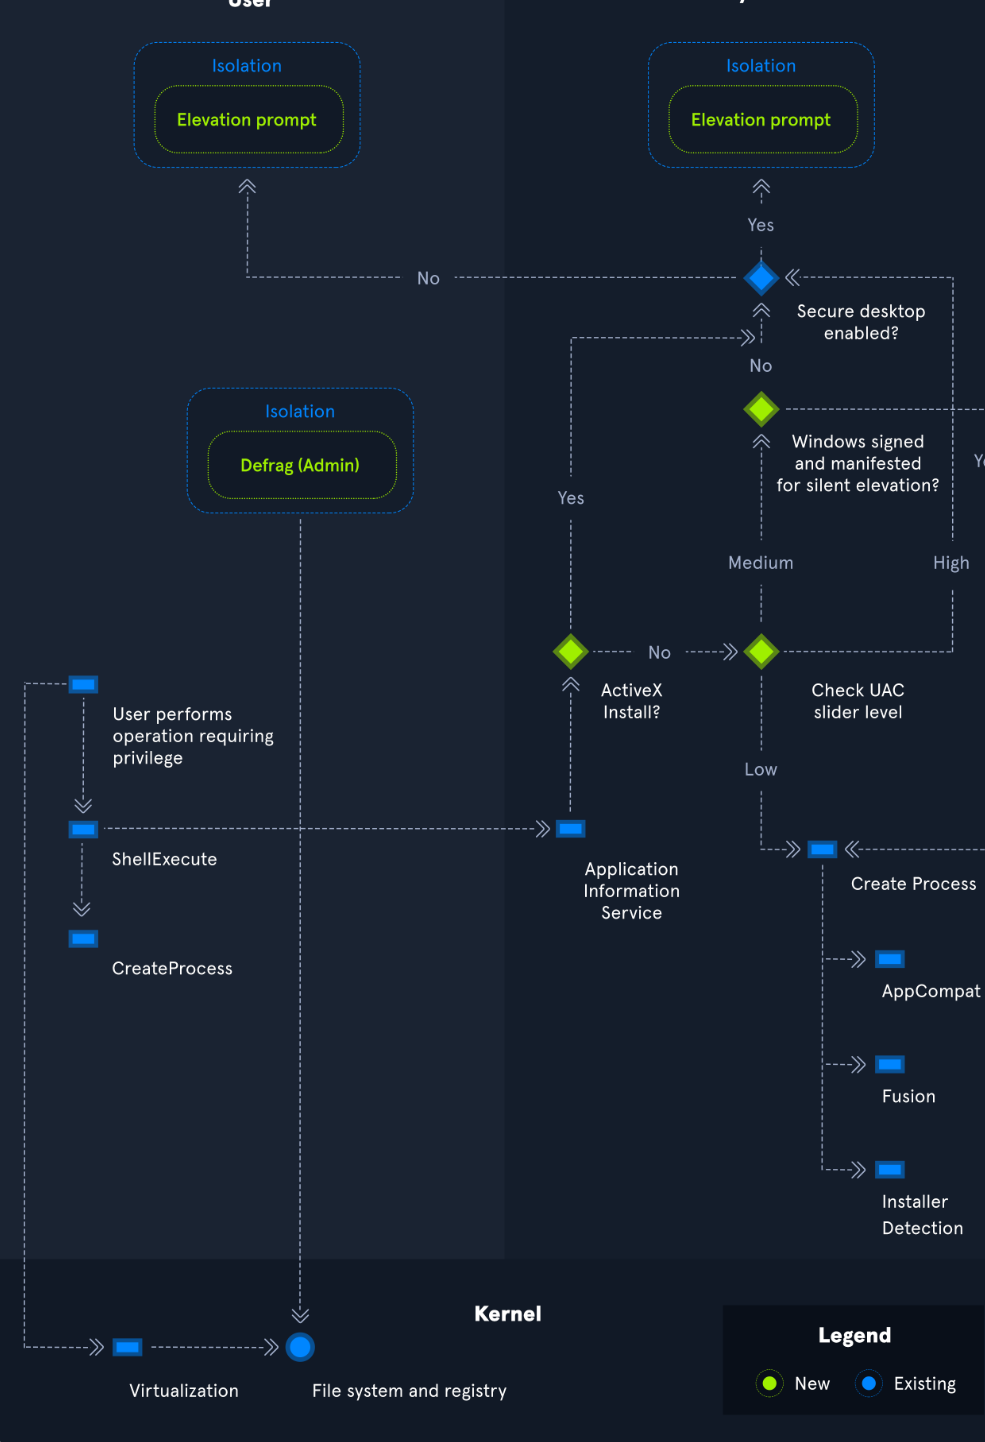 User
Isolation
Elevation prompt
Isolation
Elevation prompt
Yes
No
Secure desktop
enabled?
No
Isolation
Defrag (Admin)
Windows signed
and manifested
for silent elevation?
Yes
Medium
High
No
ActiveX
Install?
Check UAC
slider level
User performs
operation requiring
privilege
Low
ShellExecute
Application
Information
Service
Create Process
CreateProcess
AppCompat
Fusion
Installer
Detection
Kernel
Legend
New
Existing
Virtualization
File system and registry